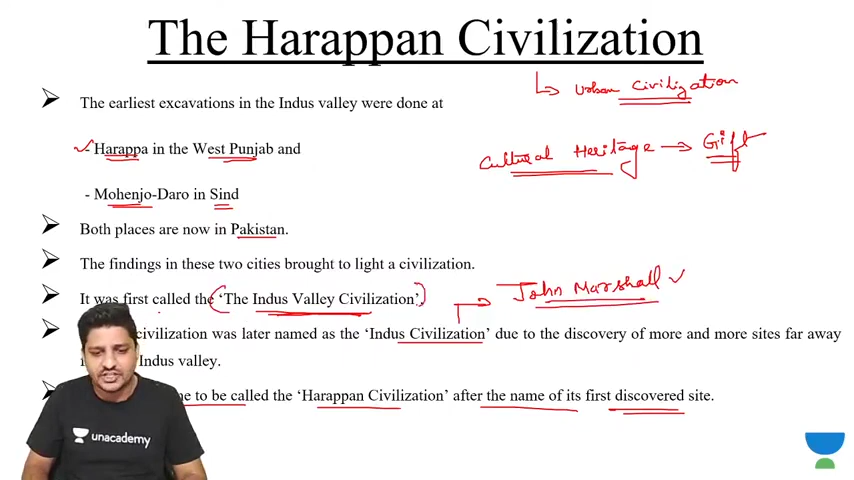 The Harappan Civilization
The earliest excavations in the Indus valley were done at
Urban Civilization
- Harappa in the West Punjab and
Cultural Heritage → Gift
- Mohenjo-Daro in Sind
Both places are now in Pakistan.
The findings in these two cities brought to light a civilization.
It was first called the ‘The Indus Valley Civilization’.
John Marshall ✓
civilization was later named as the ‘Indus Civilization’ due to the discovery of more and more sites far away
Indus valley.
to be called the ‘Harappan Civilization’ after the name of its first discovered site.
unacademy